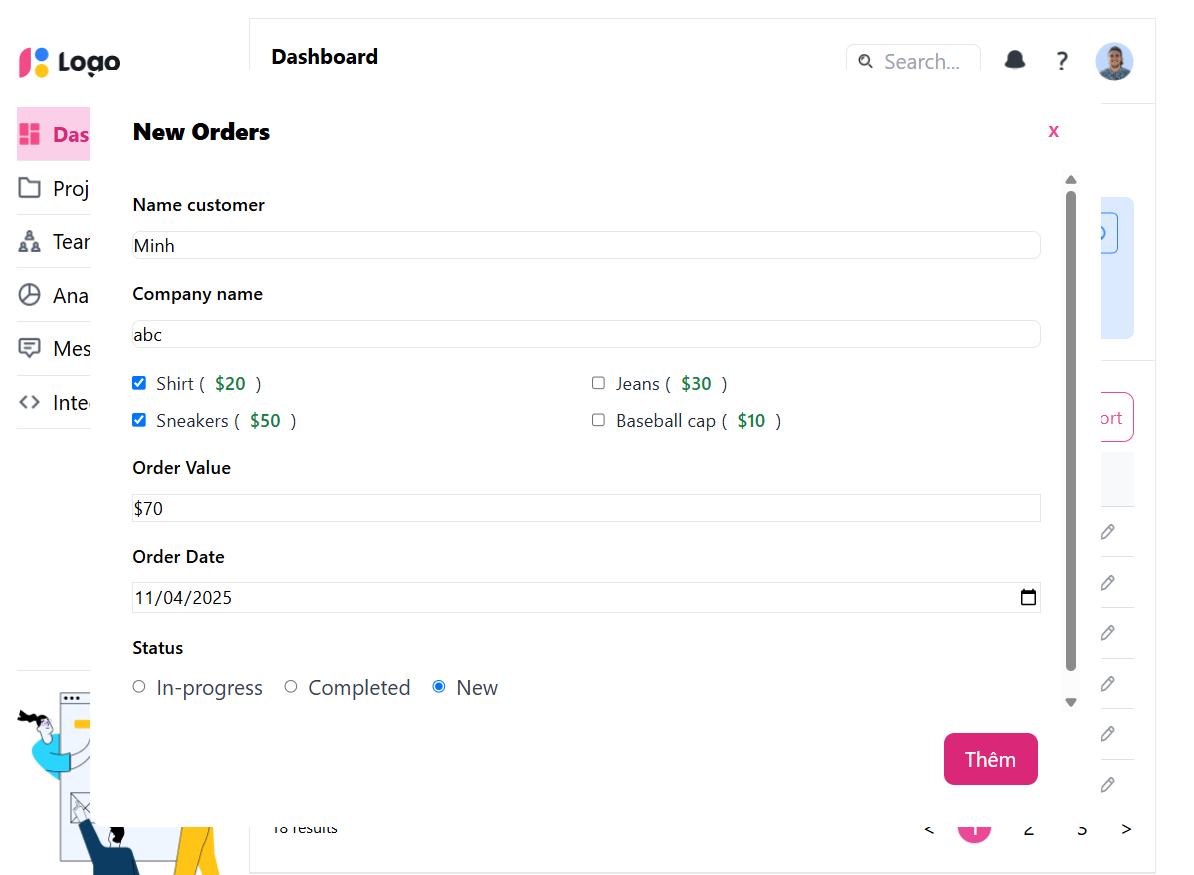 Logo
Dashboard
Search...
?
Das
New Orders
x
Proj
Name customer
Tear
Minh
Ana
Company name
abc
Mes
Shirt ( $20 )
Jeans ( $30 )
Inte
Sneakers ( $50 )
Baseball cap ( $10 )
ort
Order Value
$70
Order Date
11/04/2025
Status
In-progress Completed New
Thêm
18 results
< 1 2 3 >